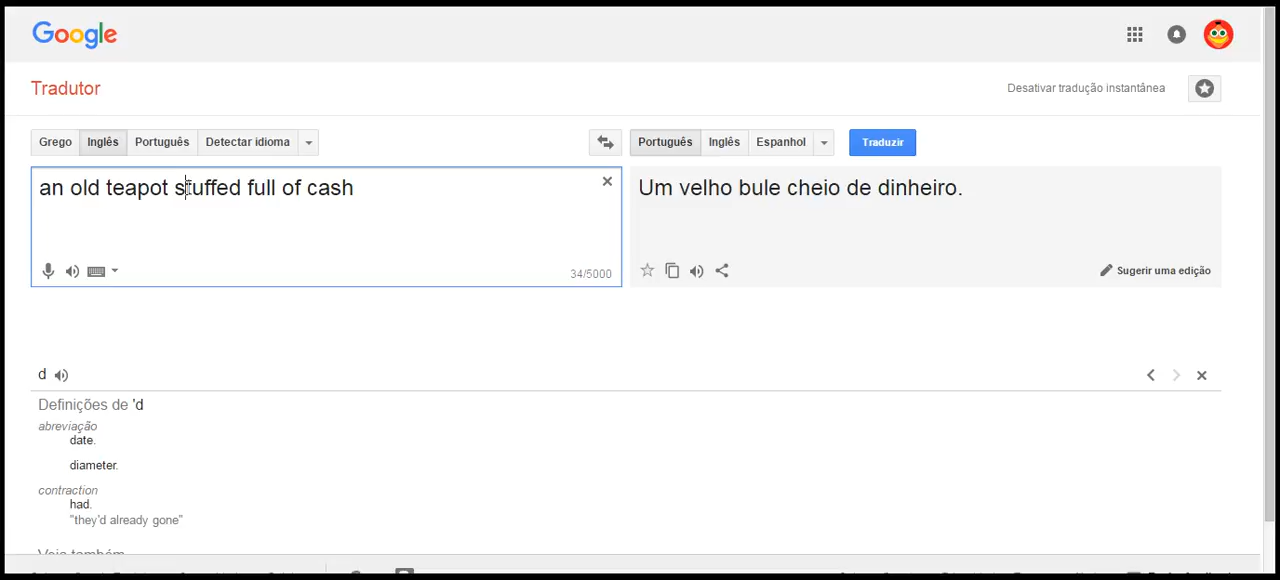 Google
Tradutor
Desativar tradução instantânea
Grego Inglês Português Detectar idioma
Português Inglês Espanhol Traduzir
an old teapot stuffed full of cash
Um velho bule cheio de dinheiro.
34/5000
Sugerir uma edição
d
Definições de 'd
abreviação
date.
diameter.
contraction
had.
"they'd already gone"
Veja também